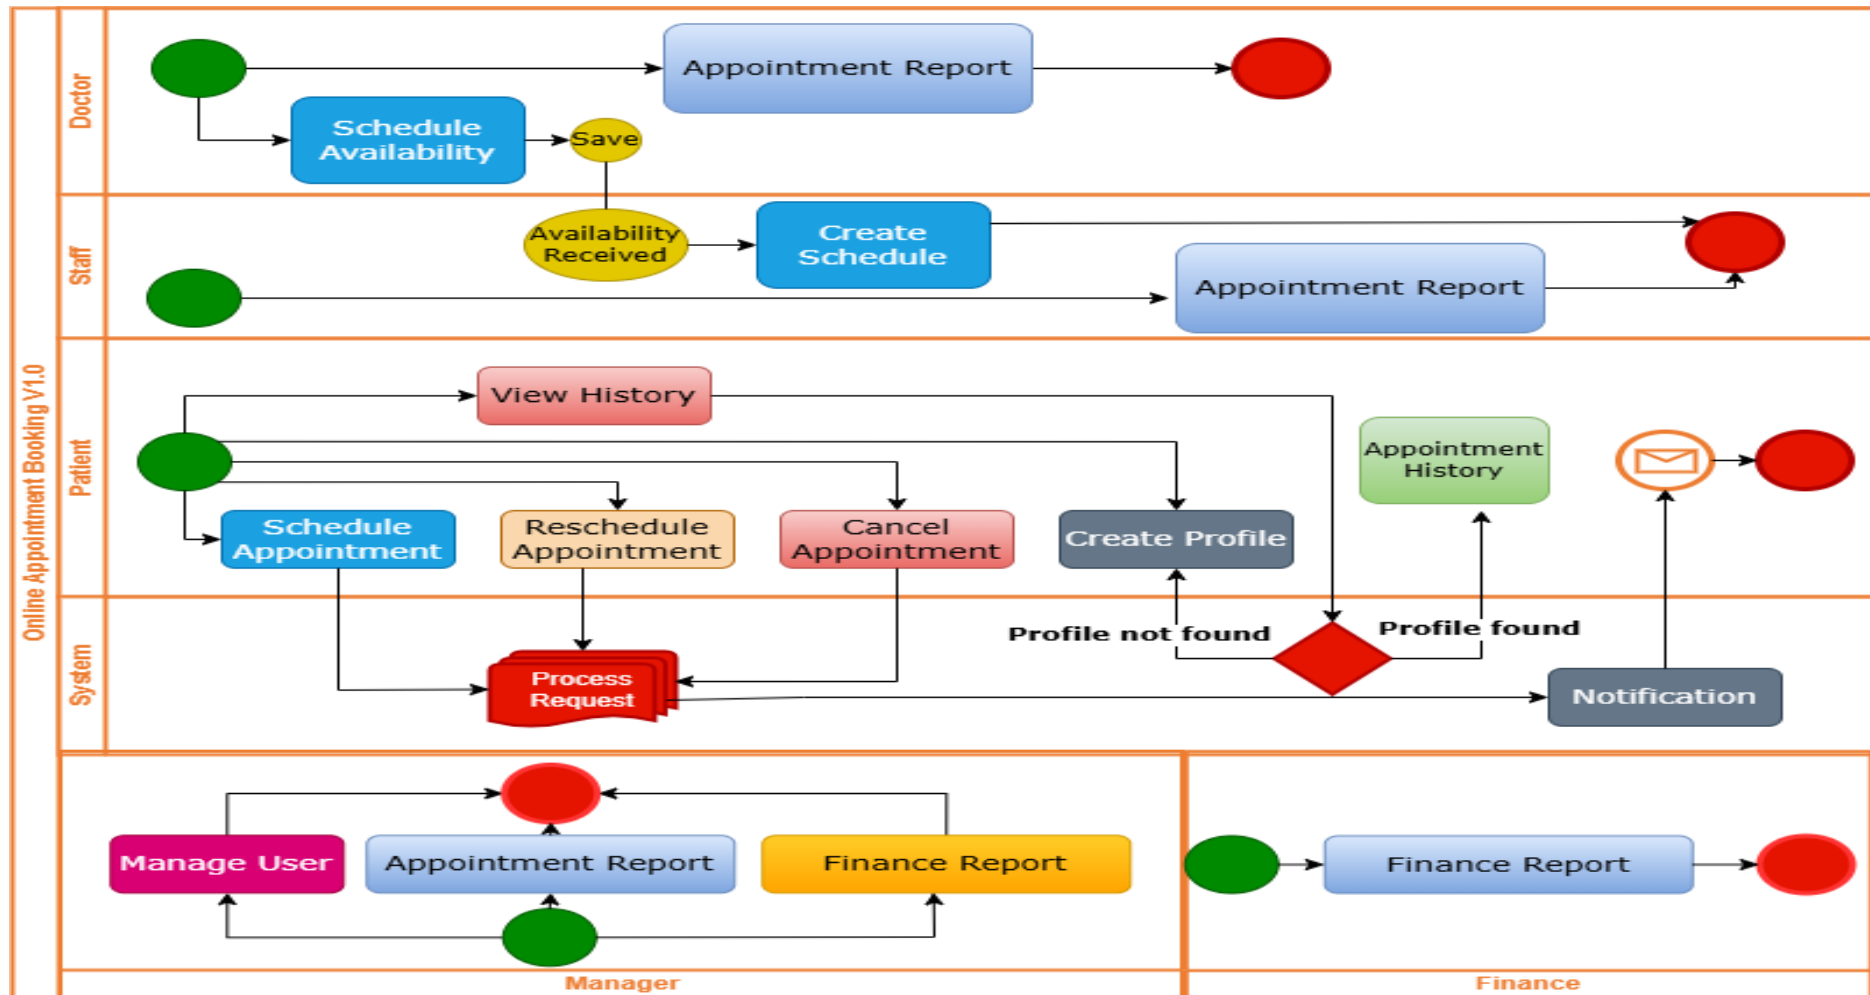 Online Appointment Booking V1.0
Doctor
Appointment Report
Schedule
Availability
Save
Staff
Availability
Received
Create
Schedule
Appointment Report
Patient
View History
Appointment
History
Schedule
Appointment
Reschedule
Appointment
Cancel
Appointment
Create Profile
System
Profile not found
Profile found
Process
Request
Notification
Manage User
Appointment Report
Finance Report
Finance Report
Manager
Finance